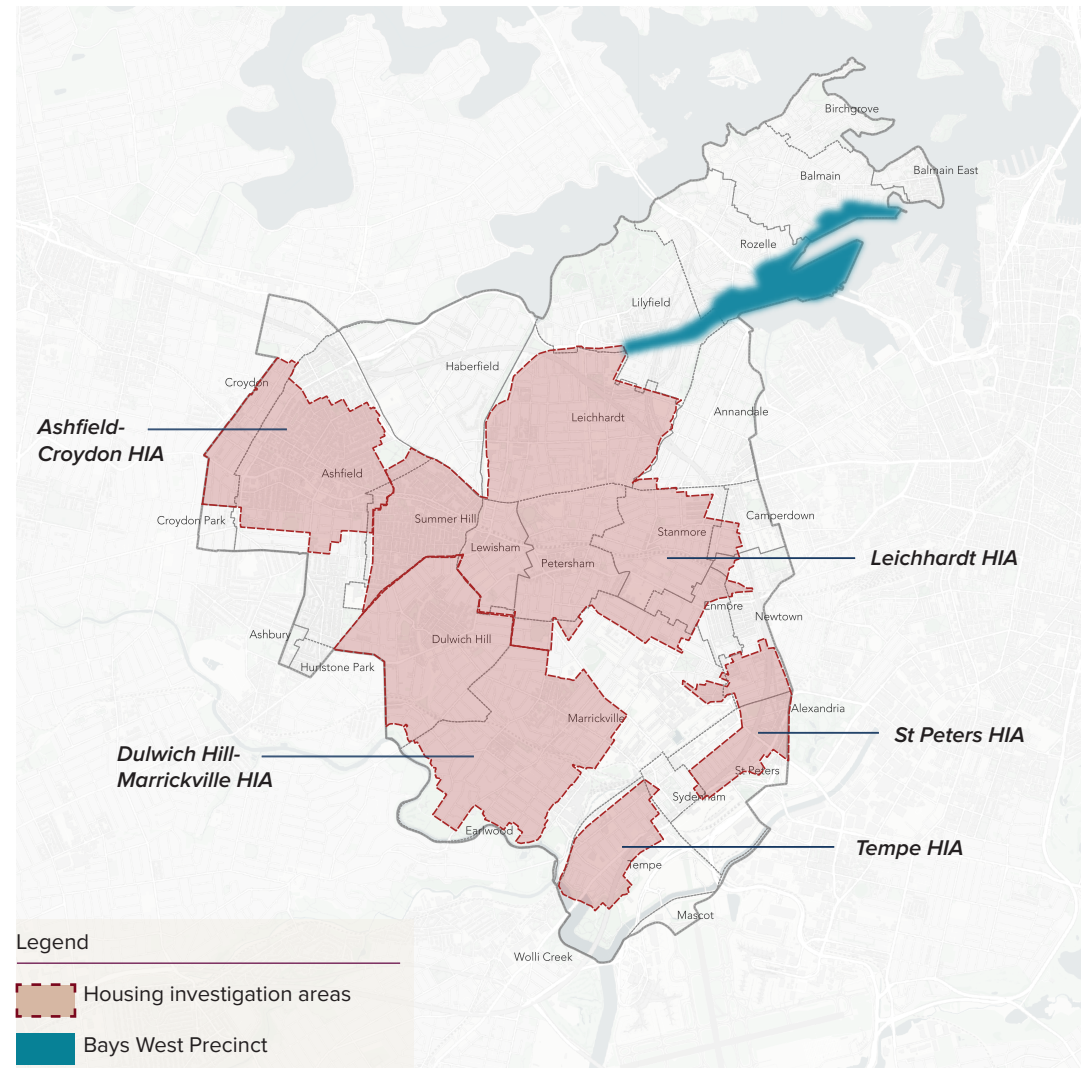 Birchgrove
Balmain East
Balmain
Rozelle
Lilyfield
Haberfield
Croydon
Leichhardt
Annandale
Ashfield-
Croydon HIA
Ashfield
Croydon Park
Summer Hill
Camperdown
Stanmore
Lewisham
Petersham
Leichhardt HIA
Enmore
Newtown
Ashbury
Dulwich Hill
Hurlstone Park
Alexandria
Marrickville
St Peters HIA
Dulwich Hill-
Marrickville HIA
St Peters
Sydenham
Earlwood
Tempe HIA
Tempe
Mascot
Wolli Creek
Legend
Housing investigation areas
Bays West Precinct